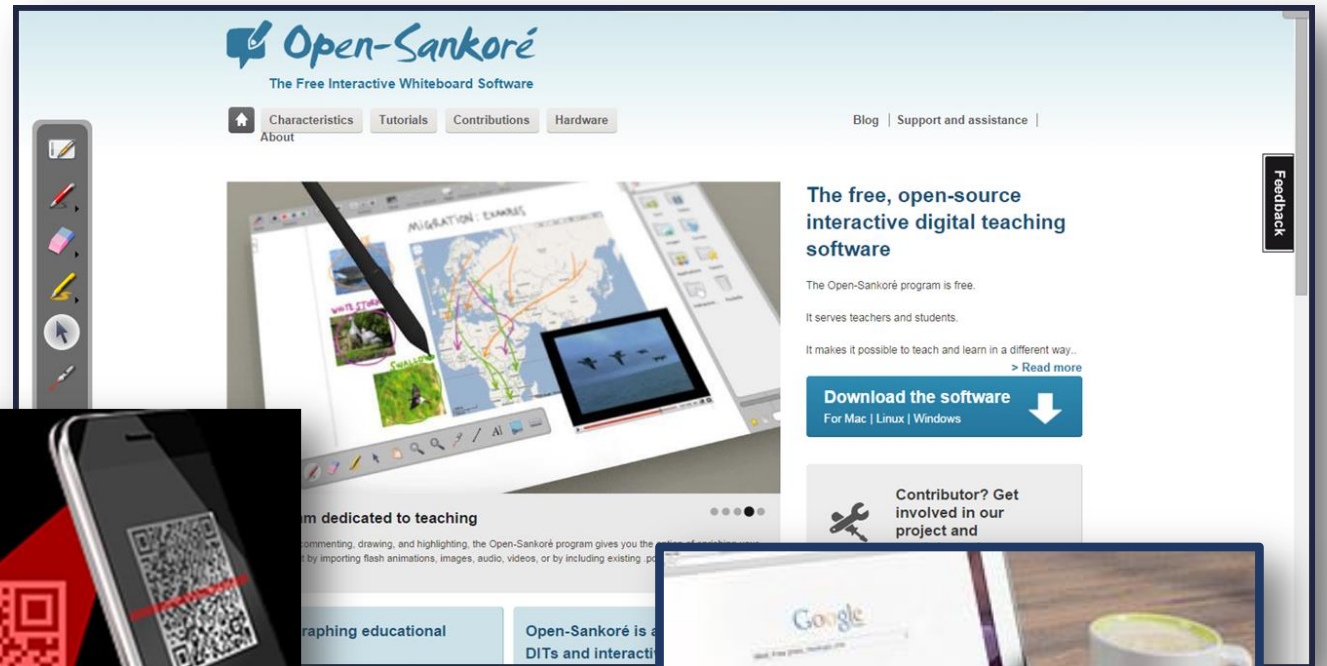 Open-Sankoré
The Free Interactive Whiteboard Software
Characteristics
Tutorials
Contributions
Hardware
About
Blog | Support and assistance |
Feedback
MIGRATION : EXAMPLES
WHITE STORK
SWALLOW
AI
The free, open-source
interactive digital teaching
software
The Open-Sankoré program is free.
It serves teachers and students.
It makes it possible to teach and learn in a different way..
> Read more
Download the software
For Mac | Linux | Windows
Contributor? Get
involved in our
project and
dedicated to teaching
commenting, drawing, and highlighting, the Open-Sankoré program gives you the
by importing flash animations, images, audio, videos, or by including existing
graphing educational
Open-Sankoré is
DITs and
Google